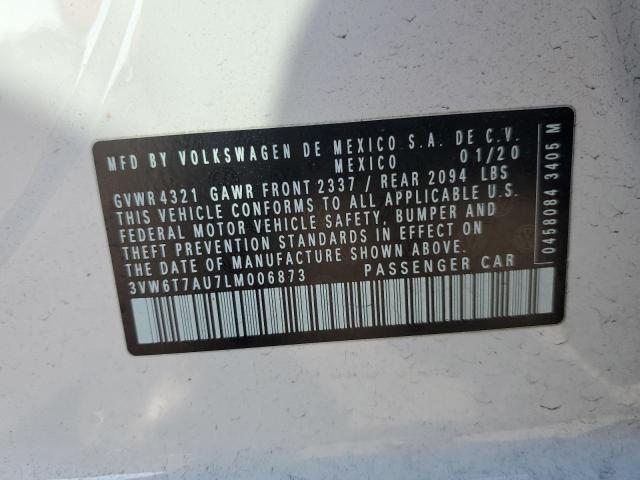 MFD BY VOLKSWAGEN DE MEXICO S.A. DE C.V.
MEXICO 01/20
GVWR 4321 GAWR FRONT 2337 / REAR 2094 LBS
THIS VEHICLE CONFORMS TO ALL APPLICABLE U.S.
FEDERAL MOTOR VEHICLE SAFETY, BUMPER AND
THEFT PREVENTION STANDARDS IN EFFECT ON
THE DATE OF MANUFACTURE SHOWN ABOVE.
3VW6T7AU7LM006873 PASSENGER CAR
0458084 3405 M